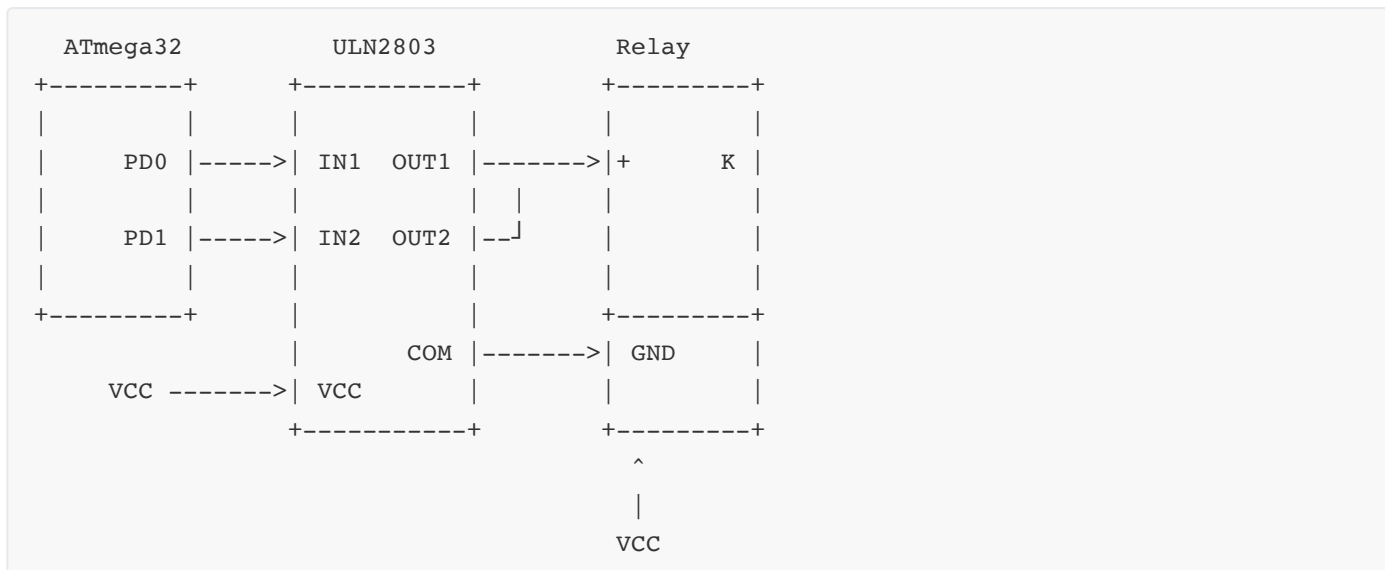 ATmega32 ULN2803 Relay
+---------+ +-----------+ +---------+
| | | | | |
| PD0 |----->| IN1 OUT1 |------->|+ K |
| | | | | | |
| PD1 |----->| IN2 OUT2 |--┘ | |
| | | | | |
+---------+ | | +---------+
| COM |------->| GND |
VCC ------->| VCC | | |
+-----------+ +---------+
^
|
VCC